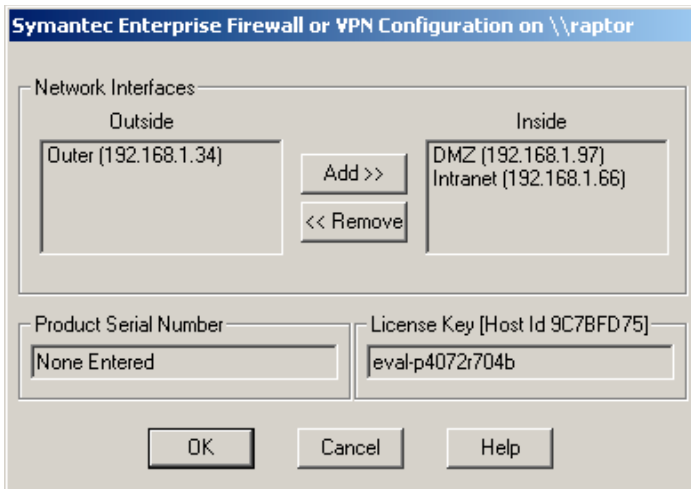 Symantec Enterprise Firewall or VPN Configuration on \\raptor
Network Interfaces
Outside
Inside
Outer (192.168.1.34)
DMZ (192.168.1.97)
Intranet (192.168.1.66)
Add >>
<< Remove
Product Serial Number
License Key [Host Id 9C7BFD75]
None Entered
eval-p4072r704b
OK
Cancel
Help